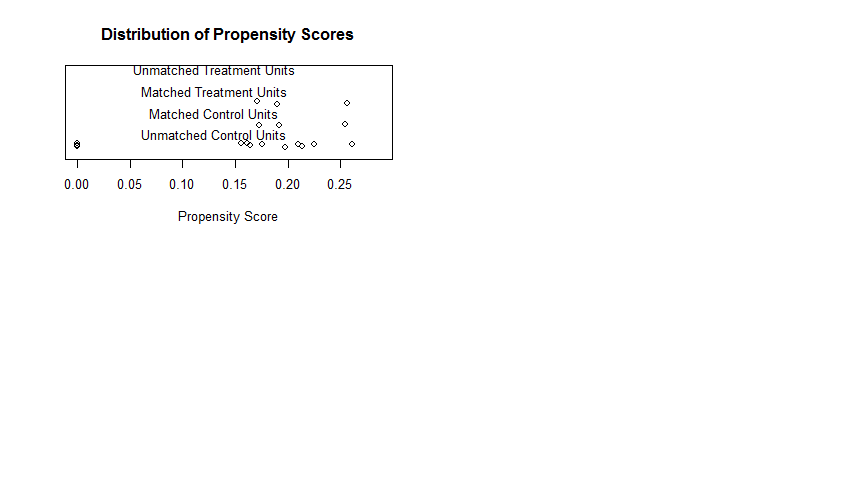 Distribution of Propensity Scores
Unmatched Treatment Units
Matched Treatment Units
Matched Control Units
Unmatched Control Units
0.00 0.05 0.10 0.15 0.20 0.25
Propensity Score